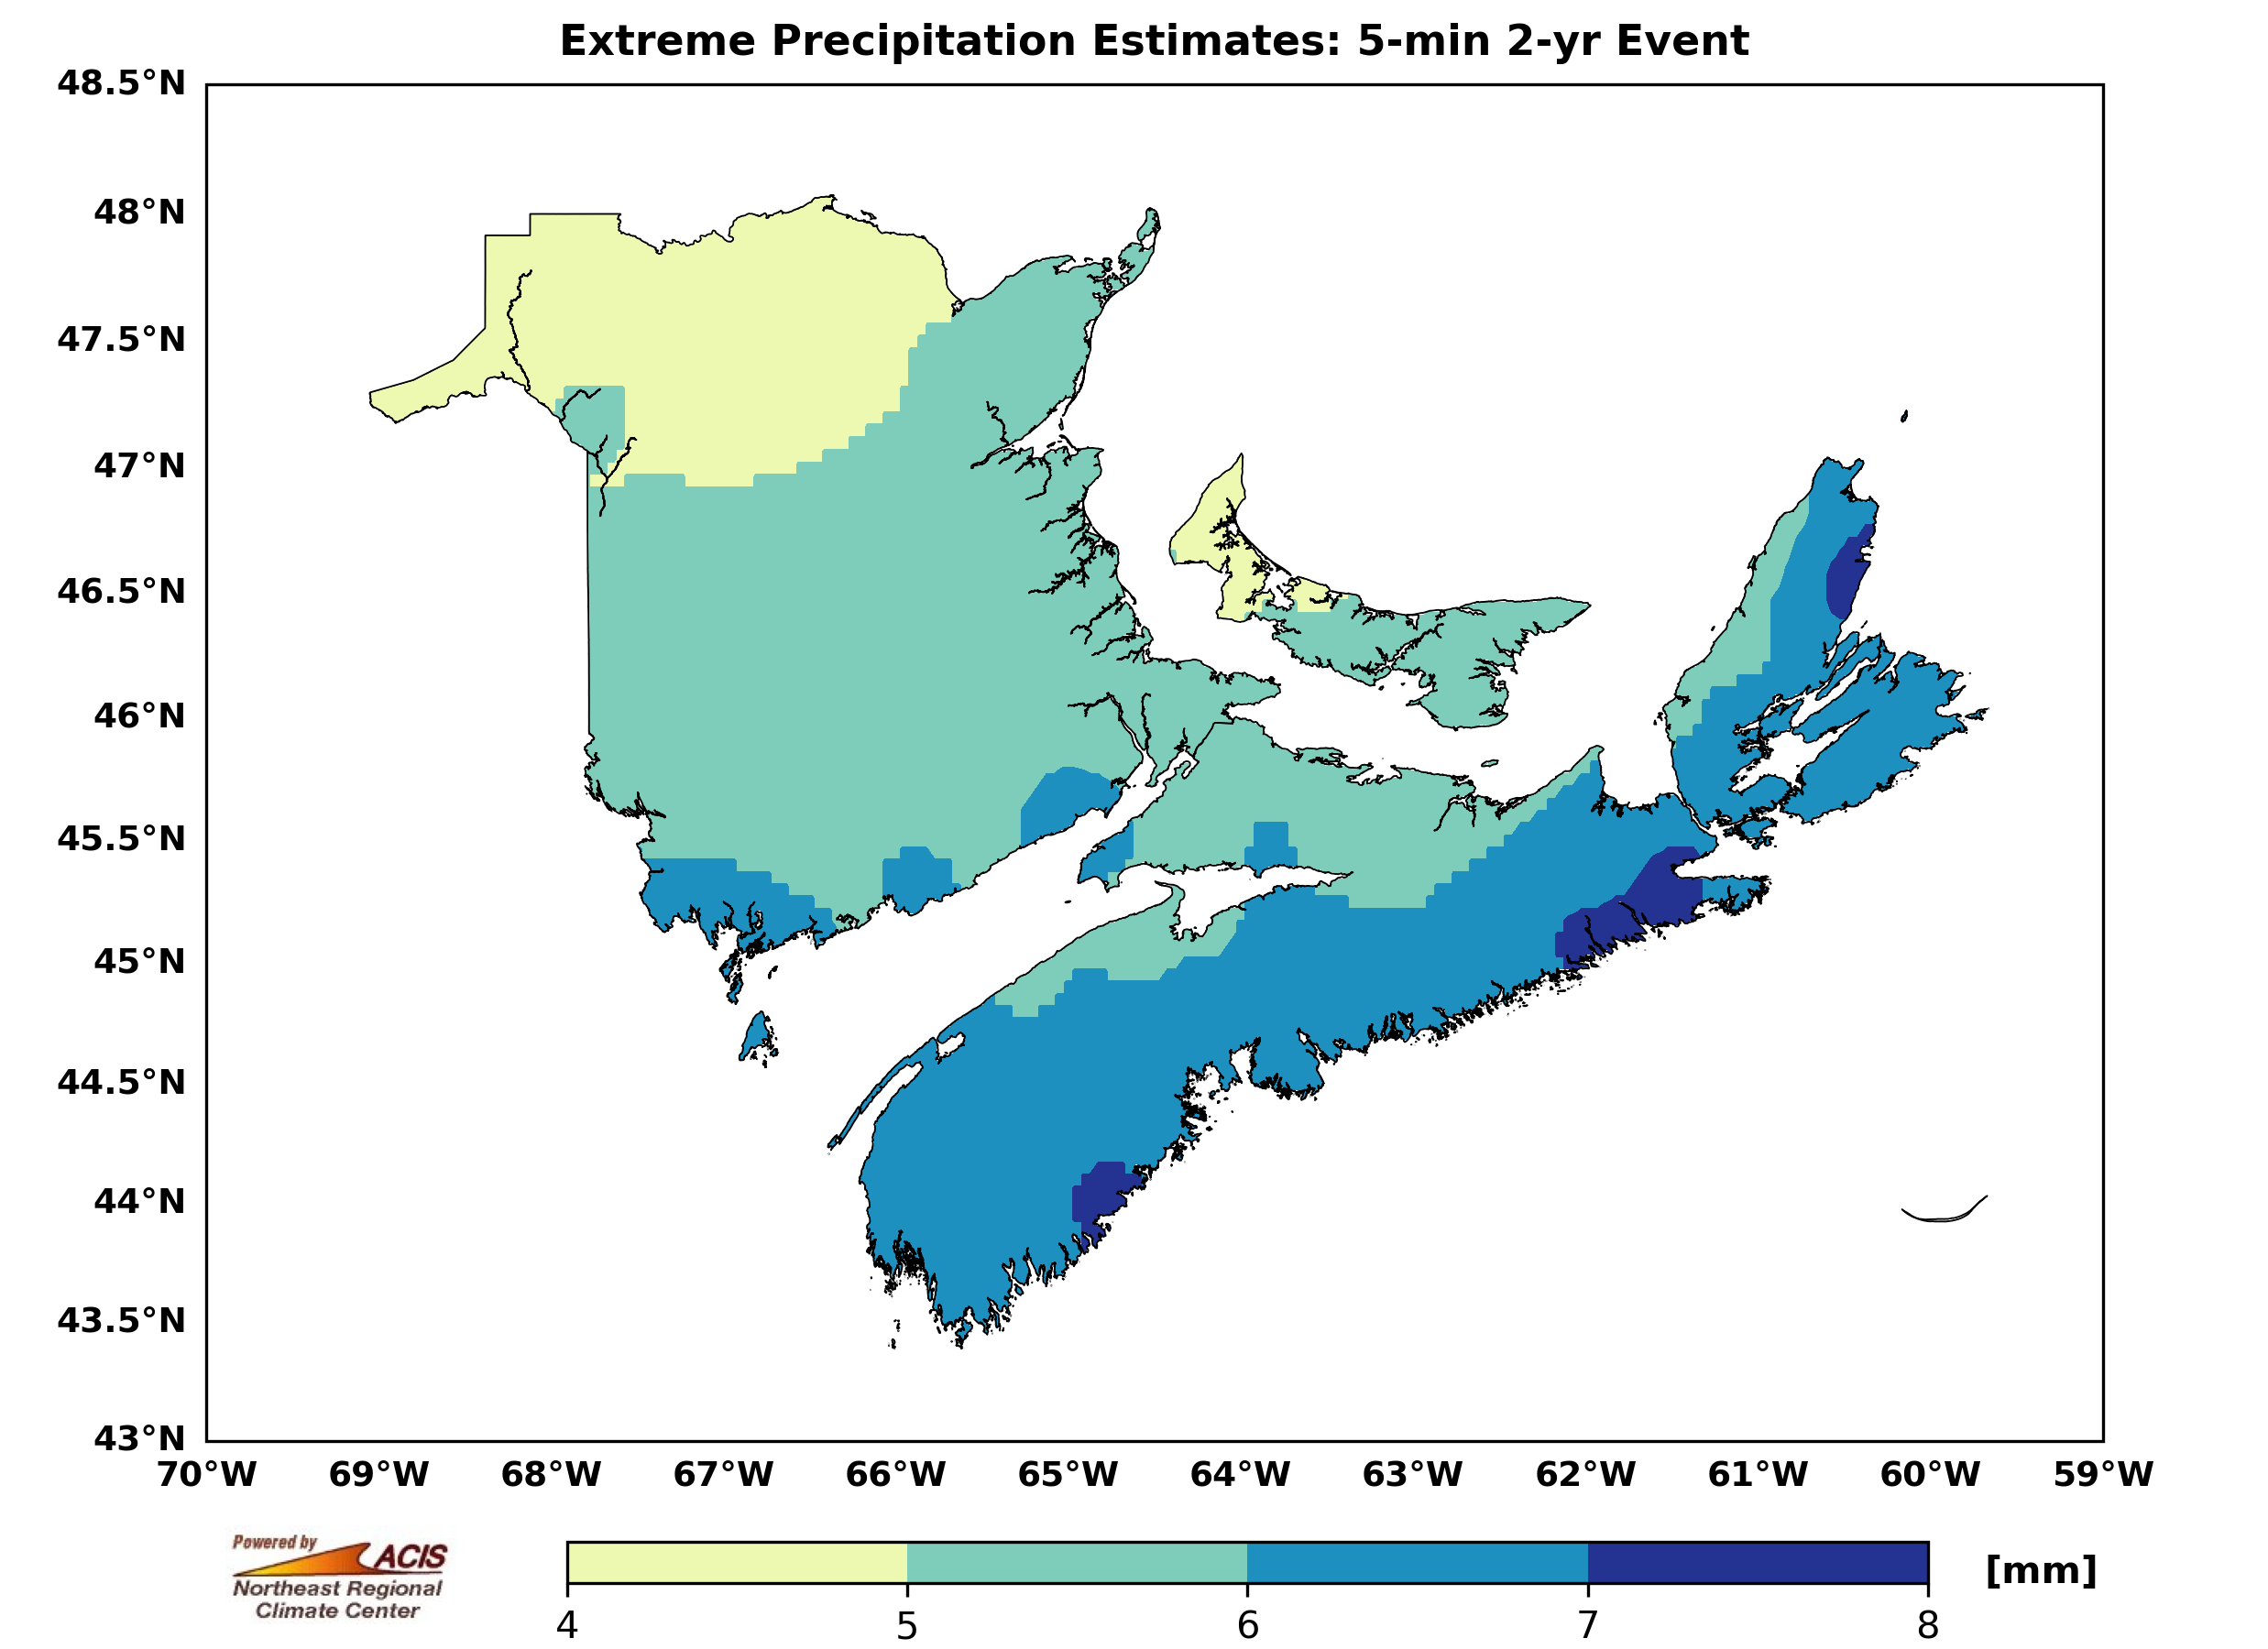 Extreme Precipitation Estimates: 5-min 2-yr Event
48.5°N
48°N
47.5°N
47°N
46.5°N
46°N
45.5°N
45°N
44.5°N
44°N
43.5°N
43°N
70°W 69°W 68°W 67°W 66°W 65°W 64°W 63°W 62°W 61°W 60°W 59°W
Powered by
ACIS
Northeast Regional
Climate Center
[mm]
4 5 6 7 8